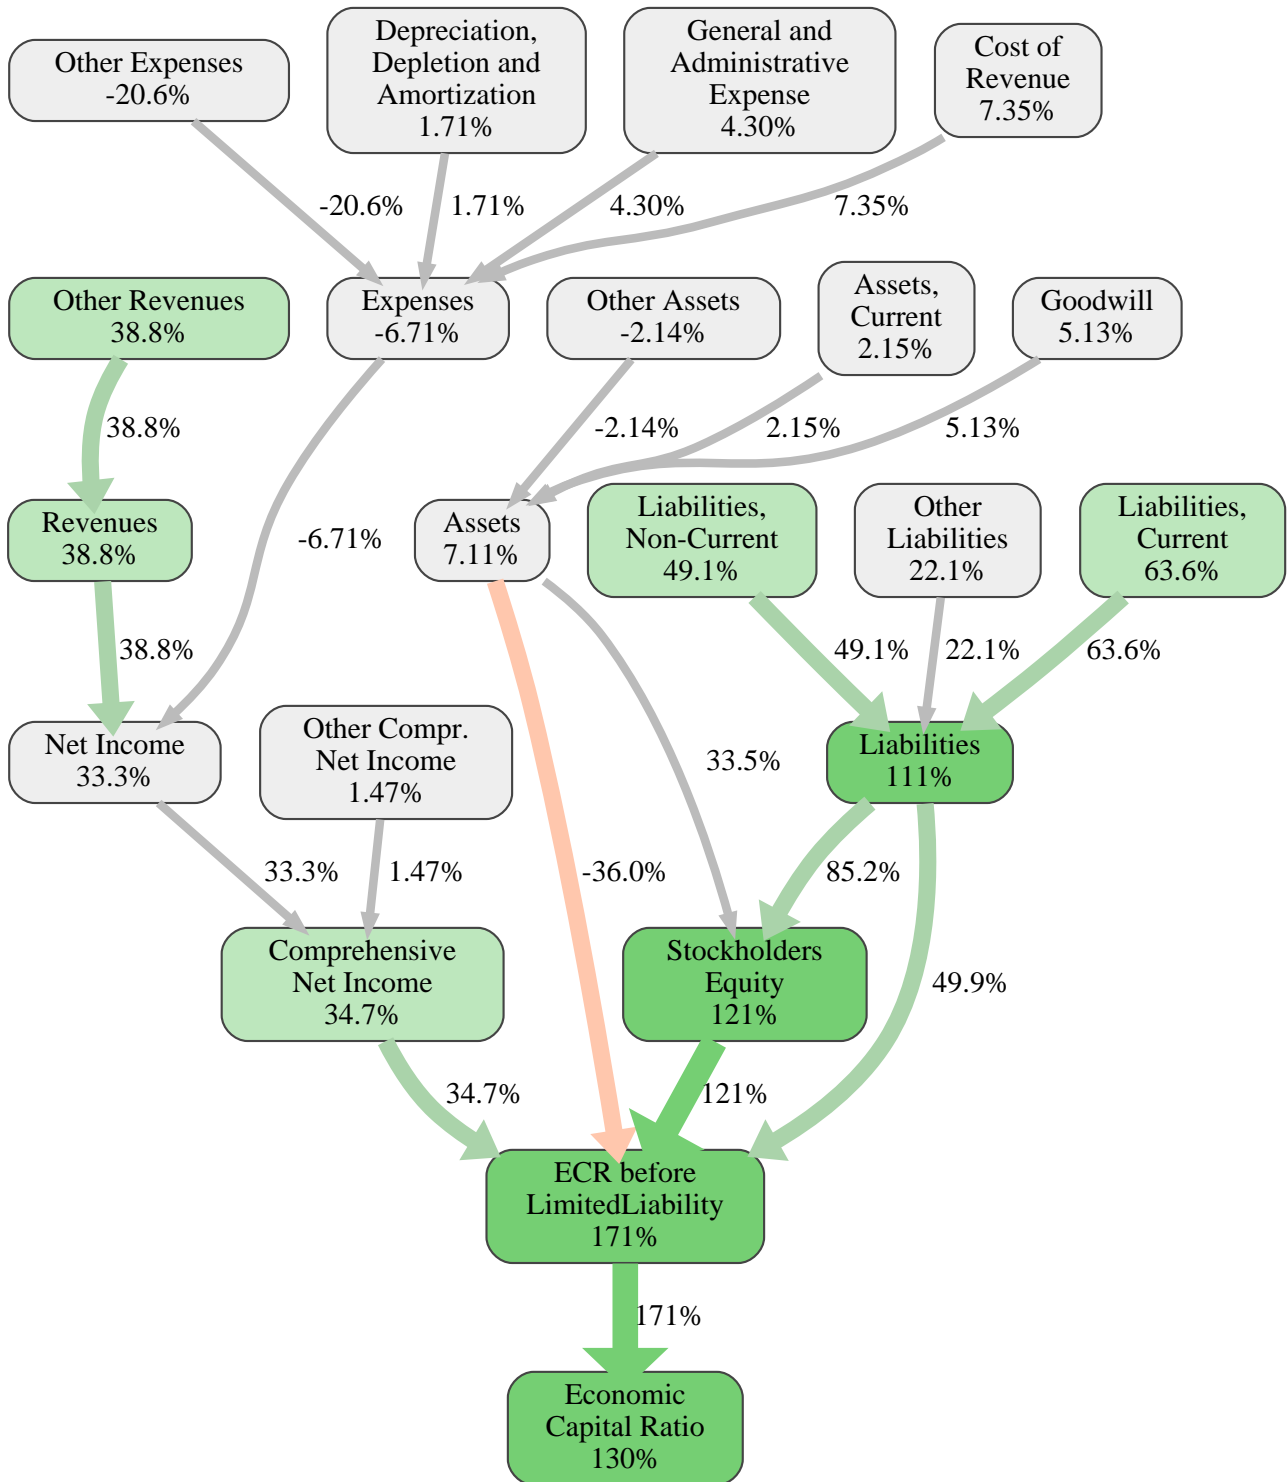 Other Expenses
-20.6%
Depreciation,
Depletion and
Amortization
1.71%
General and
Administrative
Expense
4.30%
Cost of
Revenue
7.35%
-20.6%
1.71%
4.30%
7.35%
Other Revenues
38.8%
Expenses
-6.71%
Other Assets
-2.14%
Assets,
Current
2.15%
Goodwill
5.13%
38.8%
-2.14%
2.15%
5.13%
Revenues
38.8%
-6.71%
Assets
7.11%
Liabilities,
Non-Current
49.1%
Other
Liabilities
22.1%
Liabilities,
Current
63.6%
38.8%
49.1%
22.1%
63.6%
Net Income
33.3%
Other Compr.
Net Income
1.47%
33.5%
Liabilities
111%
33.3%
1.47%
-36.0%
85.2%
Comprehensive
Net Income
34.7%
Stockholders
Equity
121%
49.9%
34.7%
121%
ECR before
LimitedLiability
171%
171%
Economic
Capital Ratio
130%